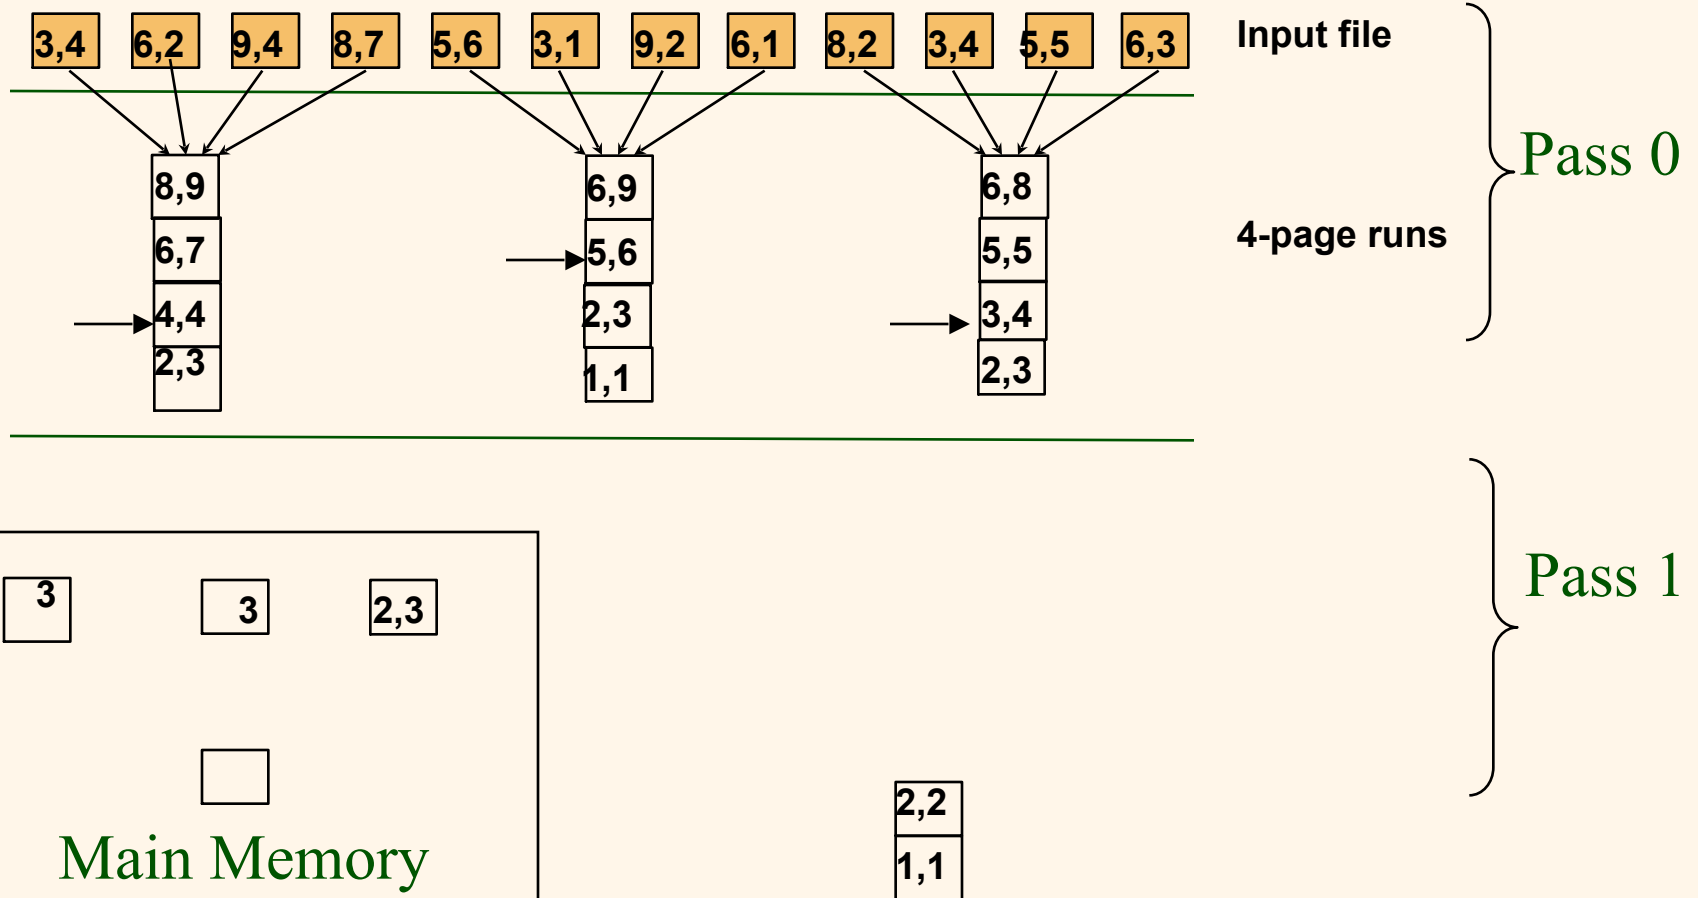 3,4 6,2 9,4 8,7 5,6 3,1 9,2 6,1 8,2 3,4 5,5 6,3 Input file
Pass 0
8,9 6,9 6,8
4-page runs
6,7 5,6 5,5
4,4 2,3 3,4
2,3 1,1 2,3
Pass 1
3 3 2,3
2,2
Main Memory
1,1